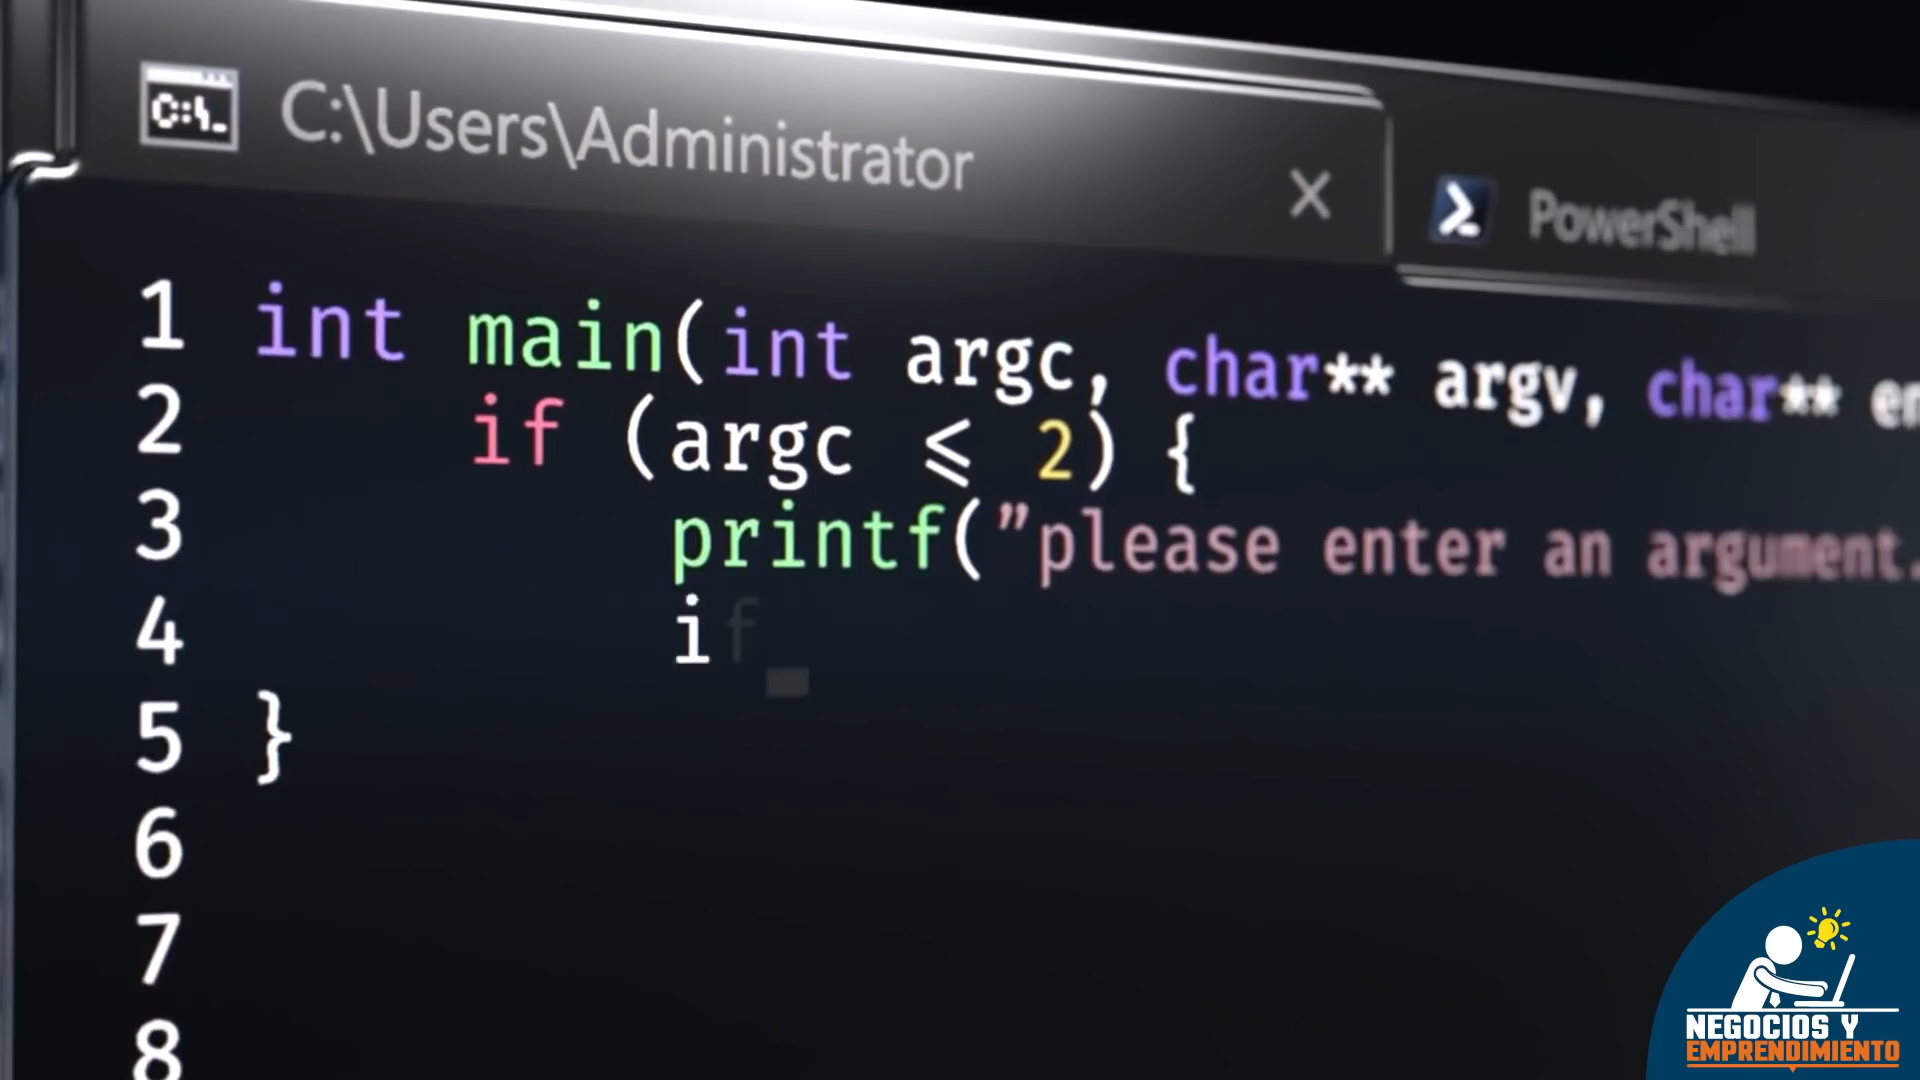 C:\_
C:\Users\Administrator
PowerShell
1 int main(int argc, char** argv, char**
2 if (argc ⩽ 2) {
3 printf("please enter an argument.
4 if_
5 }
6
7
8
NEGOCIOS Y
EMPRENDIMIENTO